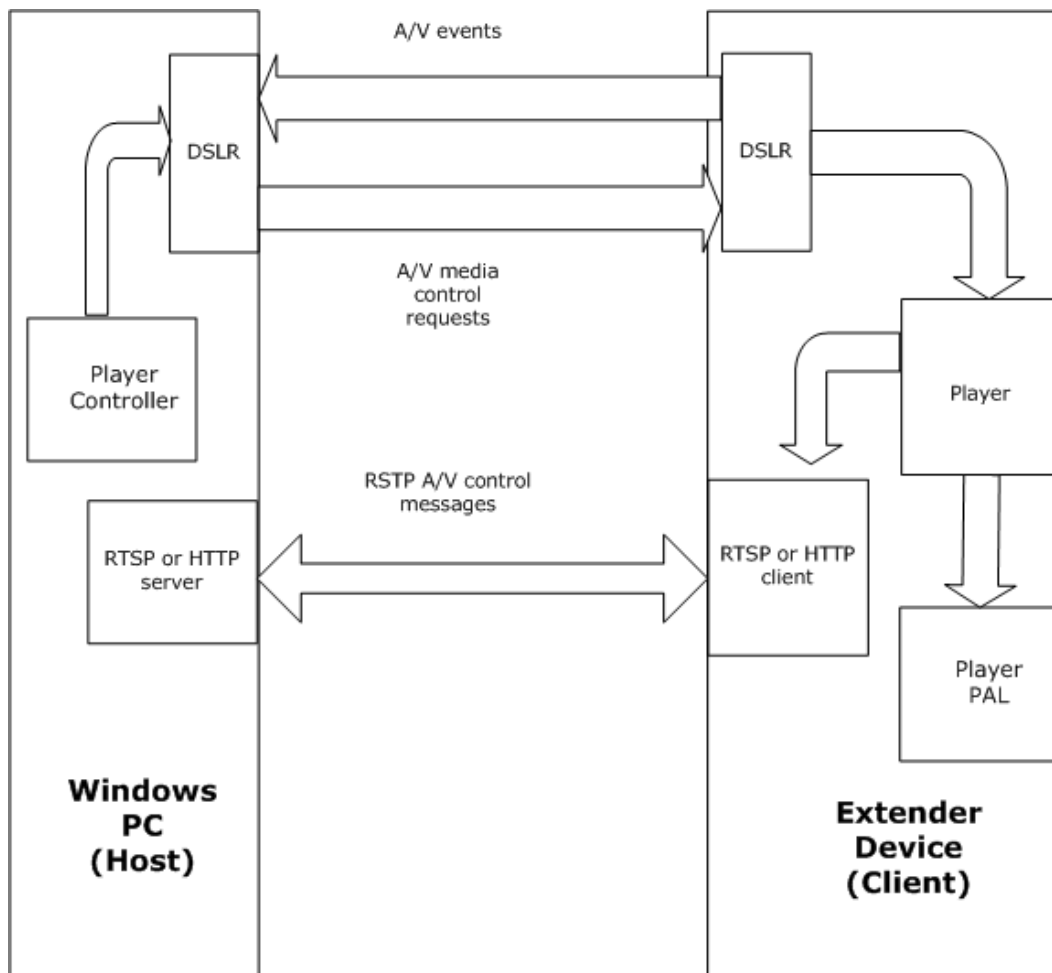 A/V events
DSLR
DSLR
A/V media
control
requests
Player
Controller
Player
RSTP A/V control
messages
RTSP or HTTP
server
RTSP or HTTP
client
Player
PAL
Windows
PC
(Host)
Extender
Device
(Client)